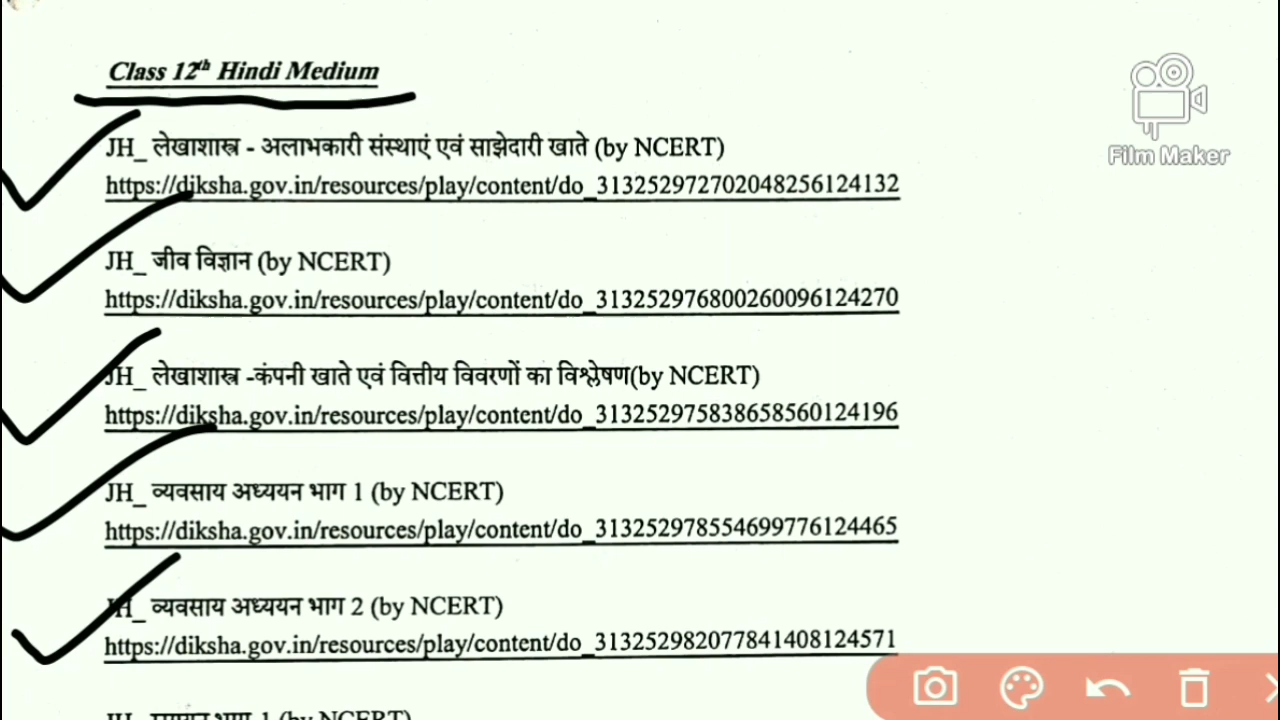 Class 12th Hindi Medium
Film Maker
JH_ लेखाशास्त्र - अलाभकारी संस्थाएं एवं साझेदारी खाते (by NCERT)
https://diksha.gov.in/resources/play/content/do_313252972702048256124132
JH_ जीव विज्ञान (by NCERT)
https://diksha.gov.in/resources/play/content/do_313252976800260096124270
JH_ लेखाशास्त्र -कंपनी खाते एवं वित्तीय विवरणों का विश्लेषण(by NCERT)
https://diksha.gov.in/resources/play/content/do_313252975838658560124196
JH_ व्यवसाय अध्ययन भाग 1 (by NCERT)
https://diksha.gov.in/resources/play/content/do_313252978554699776124465
JH_ व्यवसाय अध्ययन भाग 2 (by NCERT)
https://diksha.gov.in/resources/play/content/do_313252982077841408124571
भाग 1 (by NCERT)